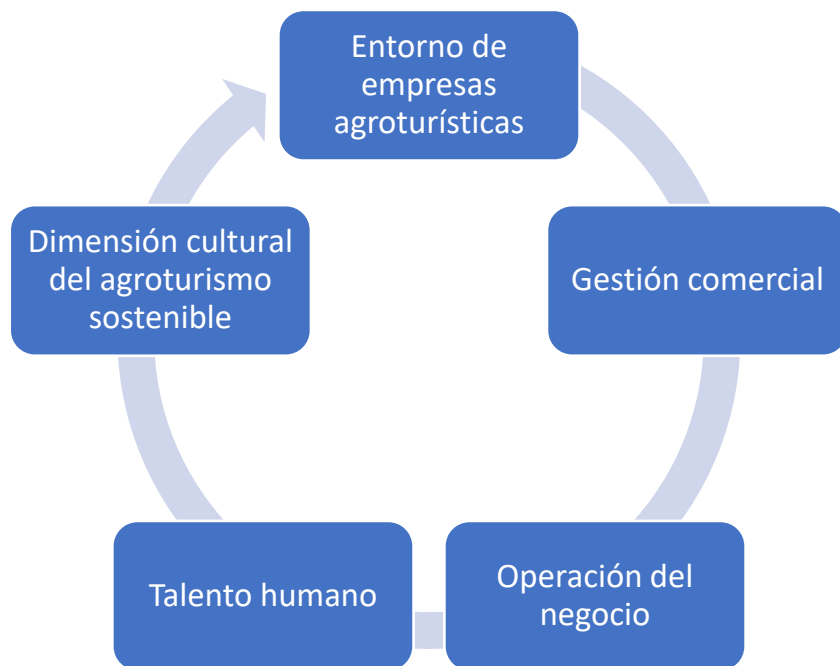 Entorno de
empresas
agroturísticas
Gestión comercial
Operación del
negocio
Talento humano
Dimensión cultural
del agroturismo
sostenible